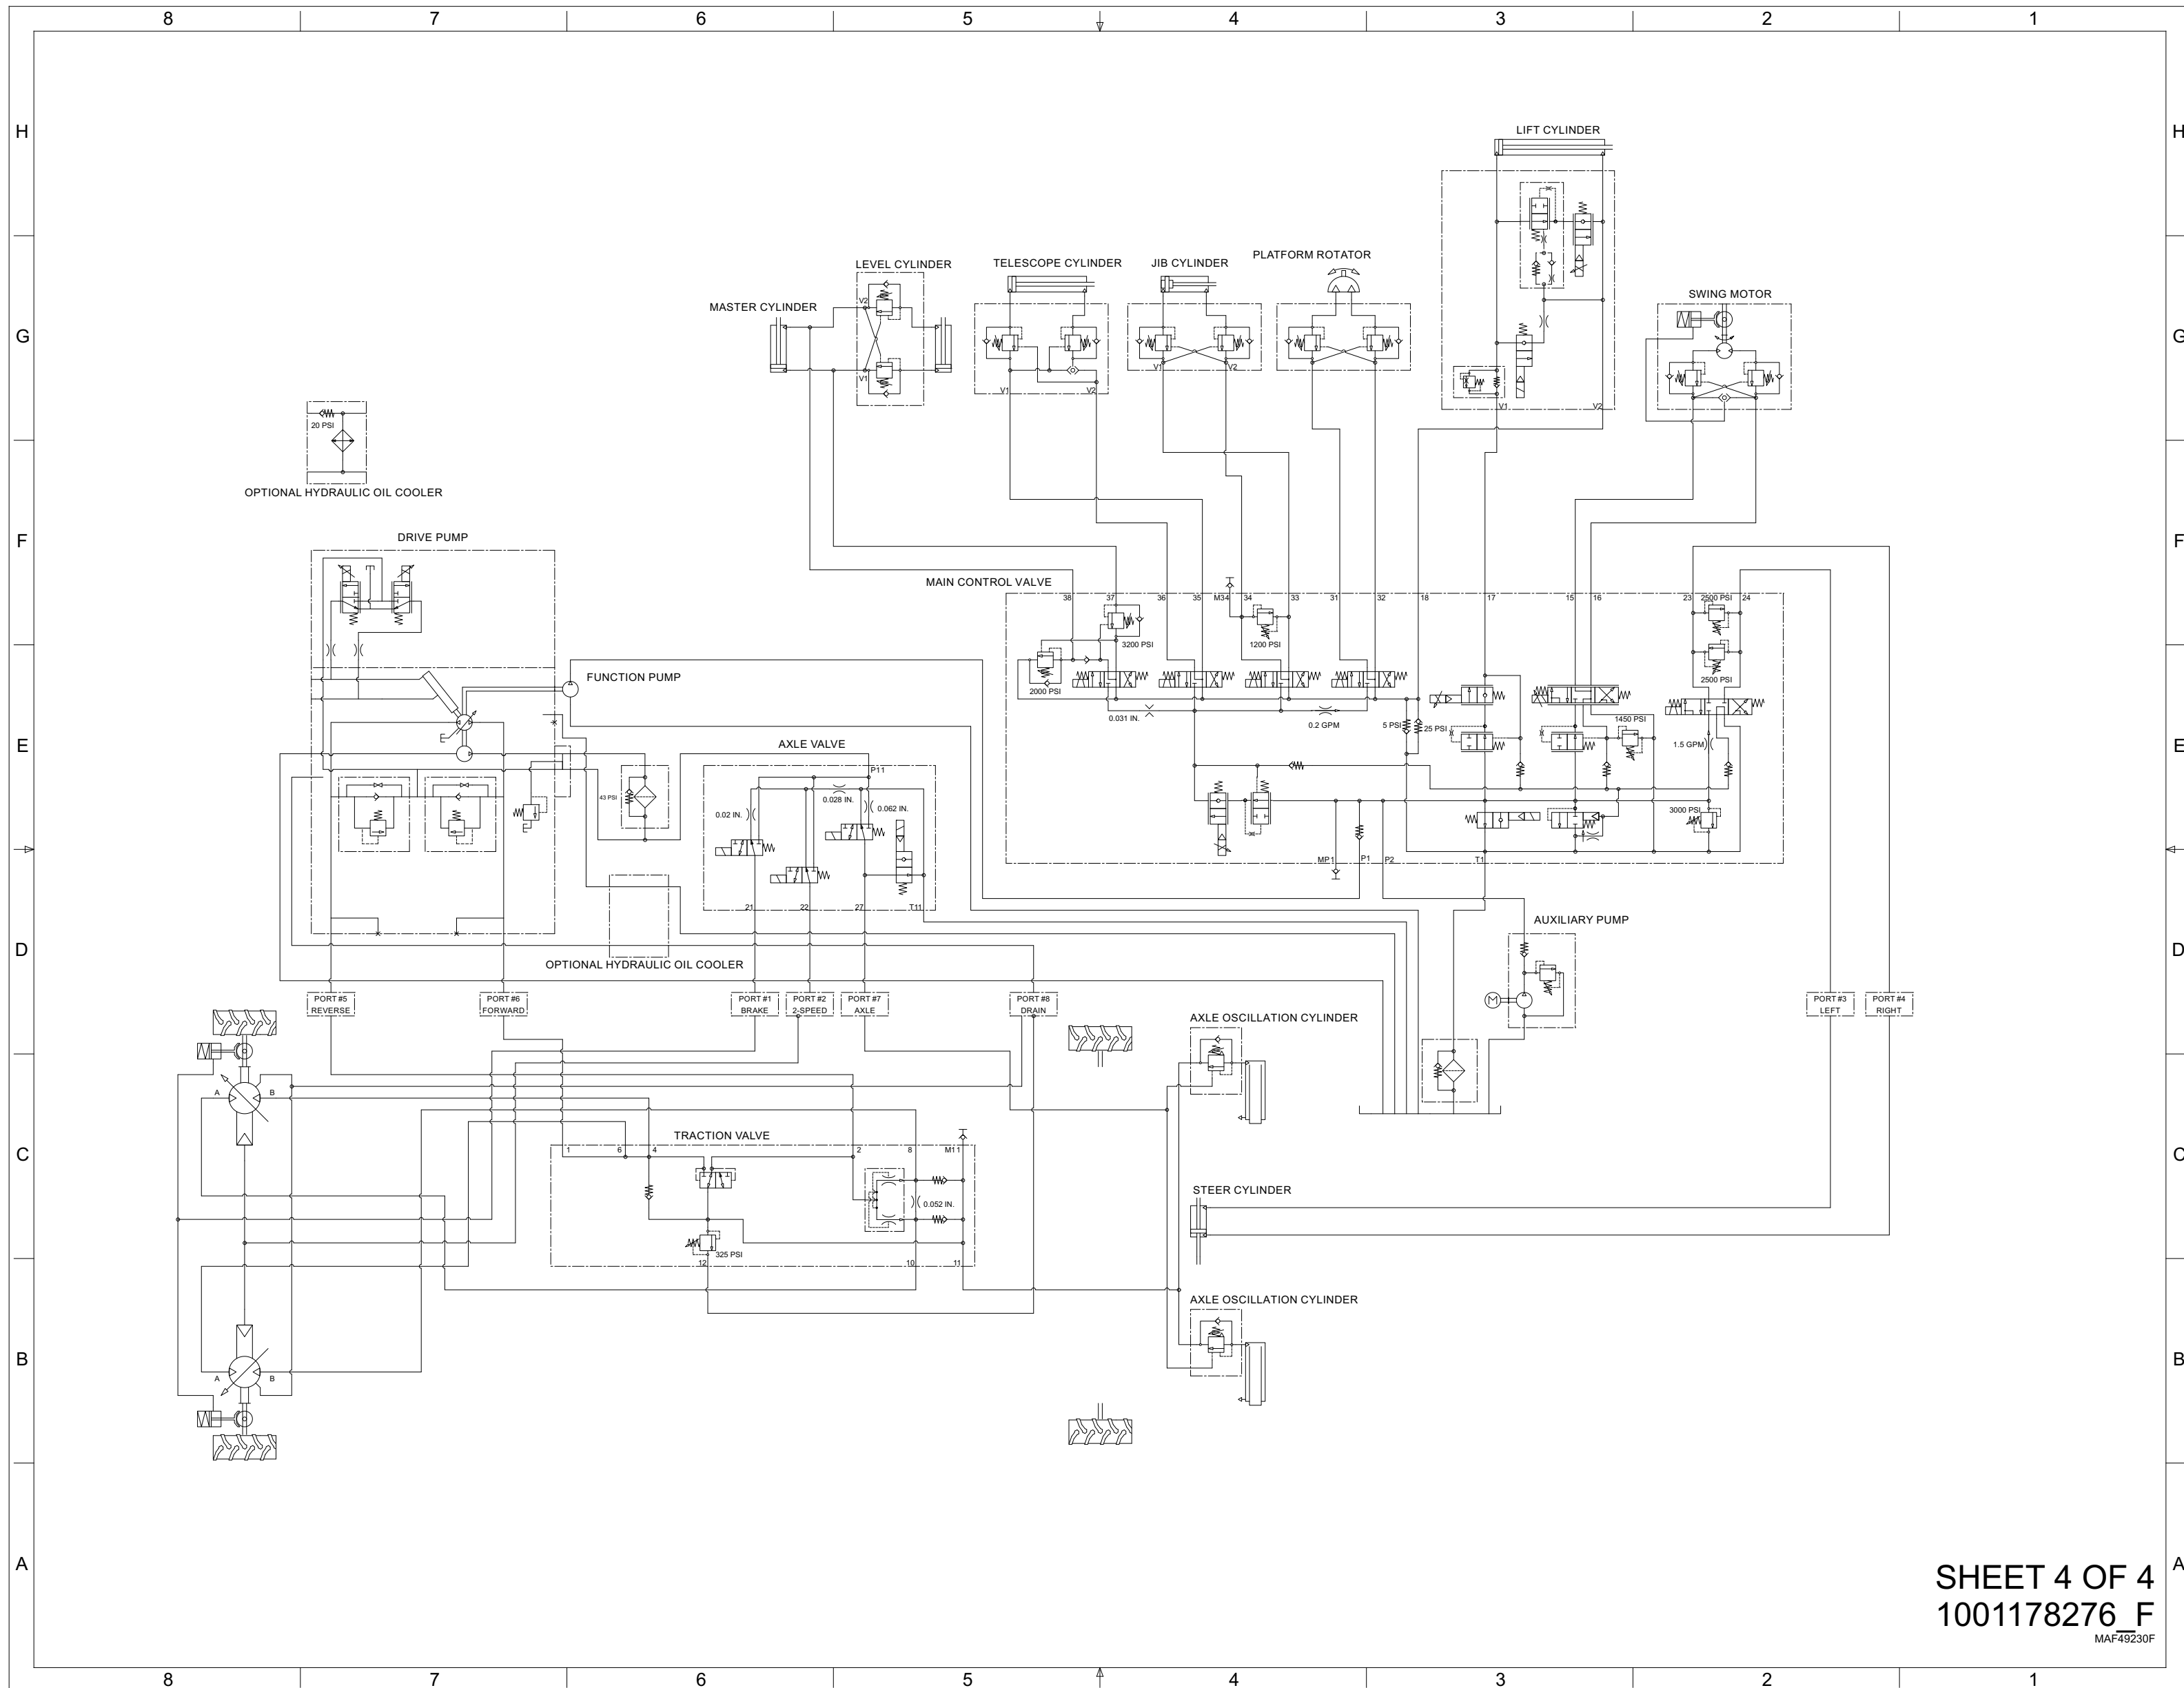 8 7 6 5 4 3 2 1
H H
LIFT CYLINDER
PLATFORM ROTATOR
LEVEL CYLINDER
TELESCOPE CYLINDER
JIB CYLINDER
SWING MOTOR
MASTER CYLINDER
V2
V1
G G
V1 V2
V1 V2
V1 V2
20 PSI
OPTIONAL HYDRAULIC OIL COOLER
DRIVE PUMP
F F
MAIN CONTROL VALVE
38 37 36 35 M34 34 33 31 32 18 17 15 16 23 2500 PSI 24
3200 PSI
1200 PSI
FUNCTION PUMP
2000 PSI
2500 PSI
0.031 IN.
0.2 GPM
5 PSI
25 PSI
1450 PSI
1.5 GPM
E E
AXLE VALVE
P11
43 PSI
0.028 IN.
0.02 IN.
0.062 IN.
3000 PSI
MP1 P1 P2 T1
21 22 27 T11
AUXILIARY PUMP
D D
OPTIONAL HYDRAULIC OIL COOLER
PORT #5
REVERSE
PORT #6
FORWARD
PORT #1
BRAKE
PORT #2
2-SPEED
PORT #7
AXLE
PORT #8
DRAIN
M
PORT #3
LEFT
PORT #4
RIGHT
AXLE OSCILLATION CYLINDER
A B
TRACTION VALVE
1 6 4 2 8 M11
C C
STEER CYLINDER
0.052 IN.
325 PSI
12 10 11
AXLE OSCILLATION CYLINDER
B B
A B
A A
SHEET 4 OF 4
1001178276_F
MAF49230F
8 7 6 5 4 3 2 1